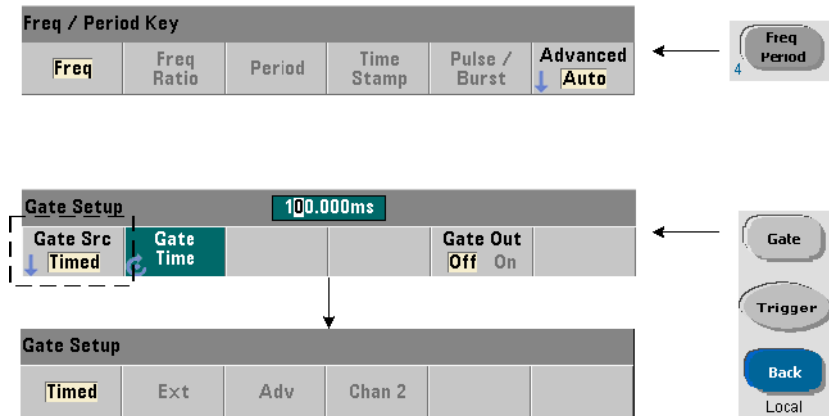 Freq / Period Key
Freq
Freq Ratio
Period
Time Stamp
Pulse / Burst
Advanced
Auto
Freq Period
4
Gate Setup
100.000ms
Gate Src
Timed
Gate Time
Gate Out
Off On
Gate
Trigger
Back
Local
Gate Setup
Timed
Ext
Adv
Chan 2